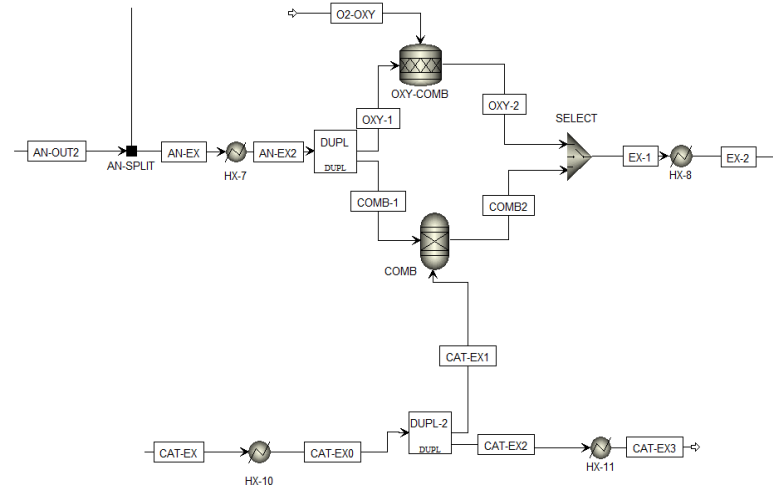 O2-OXY
OXY-COMB
OXY-1
OXY-2
SELECT
AN-OUT2
AN-SPLIT
AN-EX
HX-7
AN-EX2
DUPL
DUPL
EX-1
HX-8
EX-2
COMB-1
COMB2
COMB
CAT-EX1
CAT-EX
HX-10
CAT-EX0
DUPL-2
DUPL
CAT-EX2
HX-11
CAT-EX3